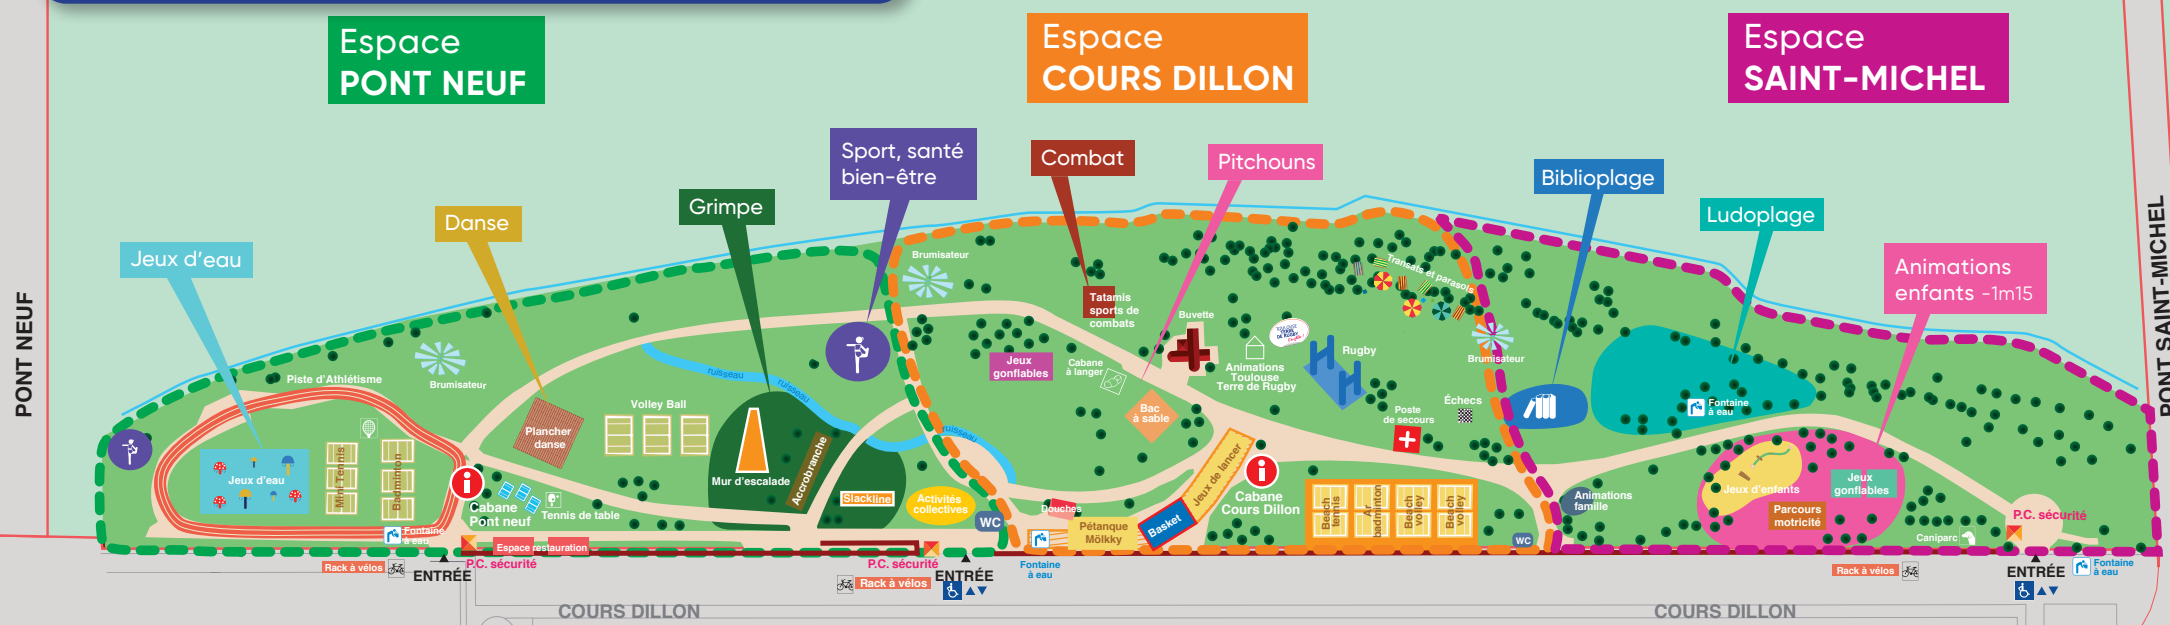 Espace
PONT NEUF
Espace
COURS DILLON
Espace
SAINT-MICHEL
Jeux d'eau
Danse
Grimpe
Sport, santé
bien-être
Combat
Pitchouns
Biblioplage
Ludoplage
Animations
enfants -1m15
PONT NEUF
PONT SAINT-MICHEL
Piste d'Athlétisme
Brumisateur
Jeux d'eau
Mini Tennis
Badminton
Fontaine
à eau
Cabane
Pont neuf
Tennis de table
Plancher
danse
Volley Ball
ruisseau
ruisseau
ruisseau
Mur d'escalade
Accrobranche
Slackline
Activités
collectives
WC
Espace restauration
P.C. sécurité
Rack à vélos
ENTRÉE
P.C. sécurité
Rack à vélos
ENTRÉE
Brumisateur
Tatamis
sports de
combats
Jeux
gonflables
Cabane
à langer
Buvette
Bac
à sable
Animations
Toulouse
Terre de Rugby
TOULOUSE
TERRE
DE RUGBY
Rugby
Transats et parasols
Poste
de secours
Échecs
Brumisateur
Douches
Fontaine
à eau
Pétanque
Mölkky
Basket
Jeux de lancer
Cabane
Cours Dillon
Beach
tennis
Air
badminton
Beach
volley
Beach
volley
WC
Animations
famille
Fontaine
à eau
Jeux d'enfants
Jeux
gonflables
Parcours
motricité
Caniparc
P.C. sécurité
Rack à vélos
ENTRÉE
Fontaine
à eau
COURS DILLON
COURS DILLON